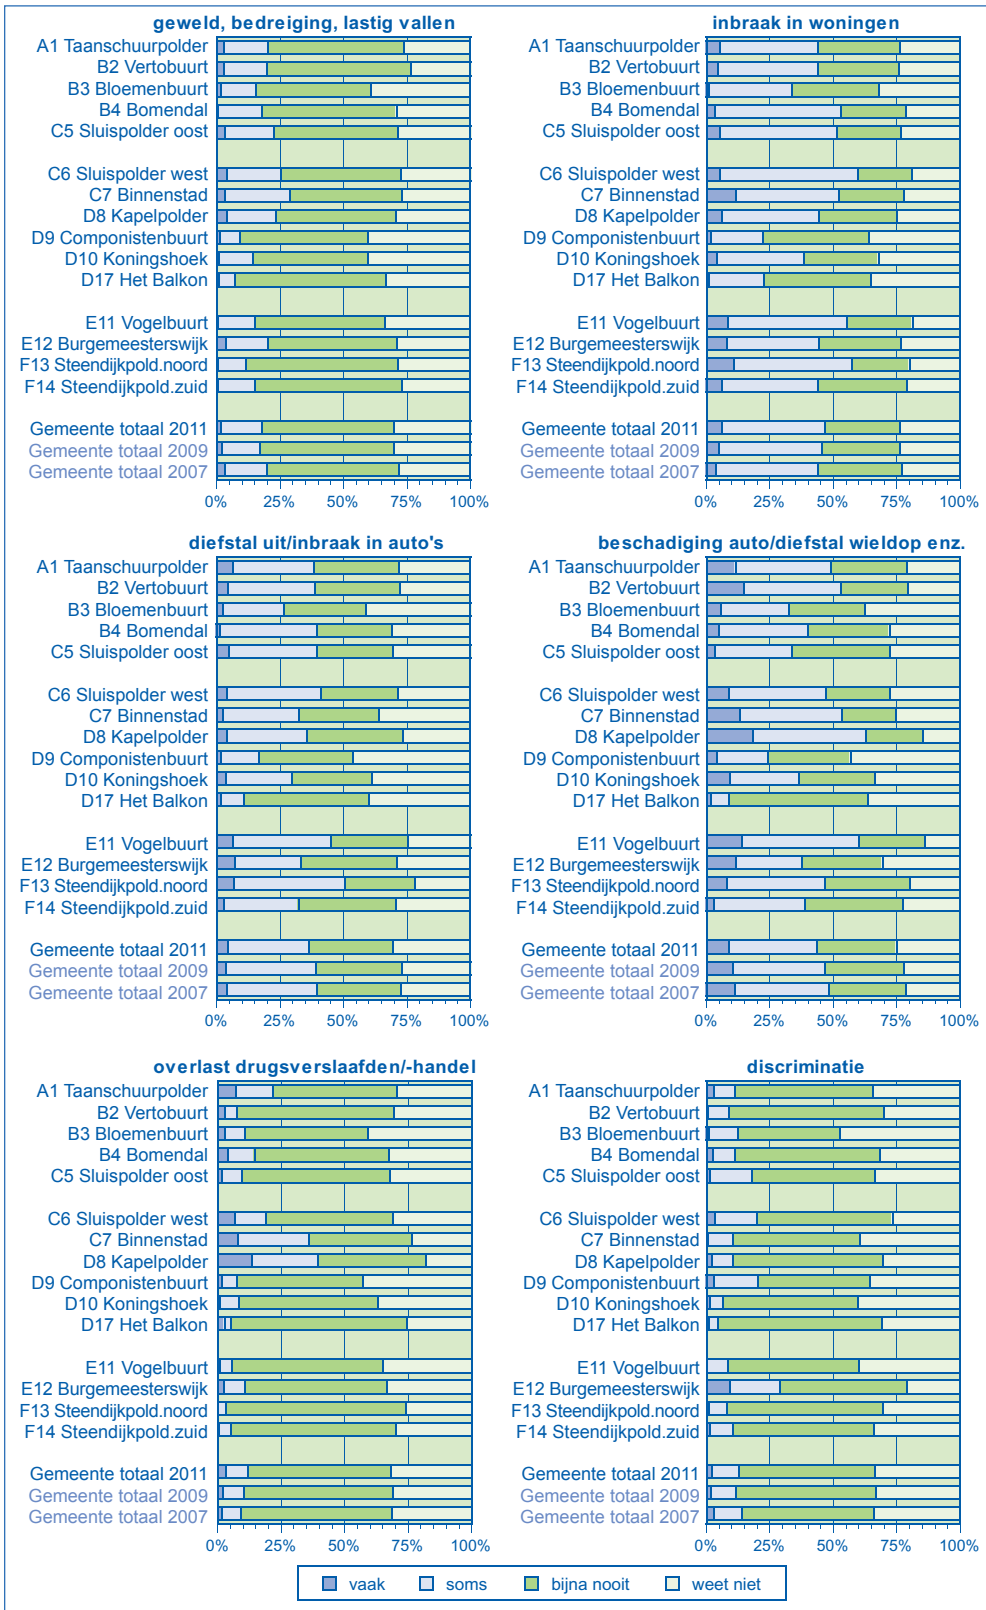 geweld, bedreiging, lastig vallen
A1 Taanschuurpolder
B2 Vertobuurt
B3 Bloemenbuurt
B4 Bomendal
C5 Sluispolder oost
C6 Sluispolder west
C7 Binnenstad
D8 Kapelpolder
D9 Componistenbuurt
D10 Koningshoek
D17 Het Balkon
E11 Vogelbuurt
E12 Burgemeesterswijk
F13 Steendijkpold.noord
F14 Steendijkpold.zuid
Gemeente totaal 2011
Gemeente totaal 2009
Gemeente totaal 2007
0% 25% 50% 75% 100%
inbraak in woningen
A1 Taanschuurpolder
B2 Vertobuurt
B3 Bloemenbuurt
B4 Bomendal
C5 Sluispolder oost
C6 Sluispolder west
C7 Binnenstad
D8 Kapelpolder
D9 Componistenbuurt
D10 Koningshoek
D17 Het Balkon
E11 Vogelbuurt
E12 Burgemeesterswijk
F13 Steendijkpold.noord
F14 Steendijkpold.zuid
Gemeente totaal 2011
Gemeente totaal 2009
Gemeente totaal 2007
0% 25% 50% 75% 100%
diefstal uit/inbraak in auto's
A1 Taanschuurpolder
B2 Vertobuurt
B3 Bloemenbuurt
B4 Bomendal
C5 Sluispolder oost
C6 Sluispolder west
C7 Binnenstad
D8 Kapelpolder
D9 Componistenbuurt
D10 Koningshoek
D17 Het Balkon
E11 Vogelbuurt
E12 Burgemeesterswijk
F13 Steendijkpold.noord
F14 Steendijkpold.zuid
Gemeente totaal 2011
Gemeente totaal 2009
Gemeente totaal 2007
0% 25% 50% 75% 100%
beschadiging auto/diefstal wieldop enz.
A1 Taanschuurpolder
B2 Vertobuurt
B3 Bloemenbuurt
B4 Bomendal
C5 Sluispolder oost
C6 Sluispolder west
C7 Binnenstad
D8 Kapelpolder
D9 Componistenbuurt
D10 Koningshoek
D17 Het Balkon
E11 Vogelbuurt
E12 Burgemeesterswijk
F13 Steendijkpold.noord
F14 Steendijkpold.zuid
Gemeente totaal 2011
Gemeente totaal 2009
Gemeente totaal 2007
0% 25% 50% 75% 100%
overlast drugsverslaafden/-handel
A1 Taanschuurpolder
B2 Vertobuurt
B3 Bloemenbuurt
B4 Bomendal
C5 Sluispolder oost
C6 Sluispolder west
C7 Binnenstad
D8 Kapelpolder
D9 Componistenbuurt
D10 Koningshoek
D17 Het Balkon
E11 Vogelbuurt
E12 Burgemeesterswijk
F13 Steendijkpold.noord
F14 Steendijkpold.zuid
Gemeente totaal 2011
Gemeente totaal 2009
Gemeente totaal 2007
0% 25% 50% 75% 100%
discriminatie
A1 Taanschuurpolder
B2 Vertobuurt
B3 Bloemenbuurt
B4 Bomendal
C5 Sluispolder oost
C6 Sluispolder west
C7 Binnenstad
D8 Kapelpolder
D9 Componistenbuurt
D10 Koningshoek
D17 Het Balkon
E11 Vogelbuurt
E12 Burgemeesterswijk
F13 Steendijkpold.noord
F14 Steendijkpold.zuid
Gemeente totaal 2011
Gemeente totaal 2009
Gemeente totaal 2007
0% 25% 50% 75% 100%
vaak soms bijna nooit weet niet